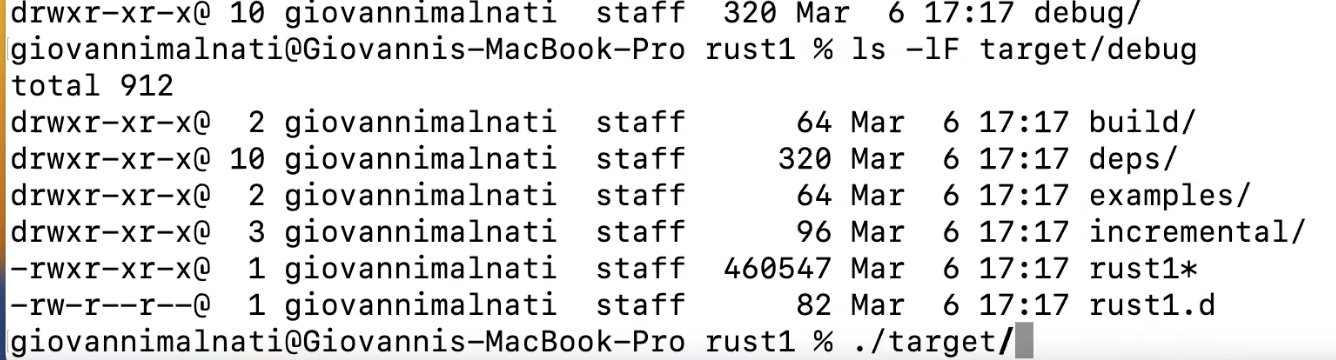 drwxr-xr-x@ 10 giovannimalnati  staff  320 Mar  6 17:17 debug/
giovannimalnati@Giovannis-MacBook-Pro rust1 % ls -lF target/debug
total 912
drwxr-xr-x@  2 giovannimalnati  staff      64 Mar  6 17:17 build/
drwxr-xr-x@ 10 giovannimalnati  staff     320 Mar  6 17:17 deps/
drwxr-xr-x@  2 giovannimalnati  staff      64 Mar  6 17:17 examples/
drwxr-xr-x@  3 giovannimalnati  staff      96 Mar  6 17:17 incremental/
-rwxr-xr-x@  1 giovannimalnati  staff  460547 Mar  6 17:17 rust1*
-rw-r--r--@  1 giovannimalnati  staff      82 Mar  6 17:17 rust1.d
giovannimalnati@Giovannis-MacBook-Pro rust1 % ./target/